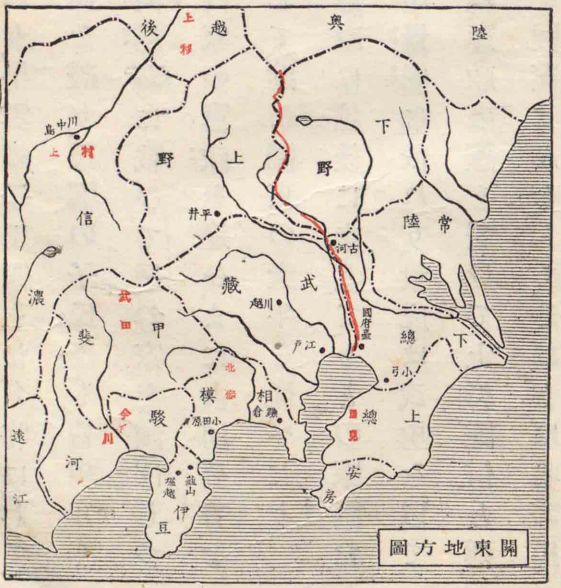 陸奧
越後
上杉
下野
上野
川中島
村上
常陸
信濃
平井
古河
武藏
川越
江戶
國府臺
下總
小弓
上總
里見
安房
武田
甲斐
北條
相模
鎌倉
小田原
駿河
今川
遠江
韮山
堀越
伊豆
關東地方圖